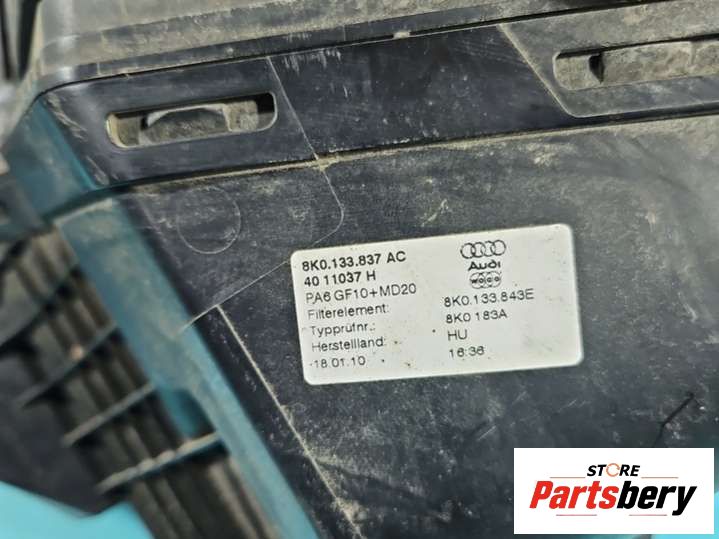 8K0.133.837 AC
40 11037 H
PA6 GF10+MD20
Filterelement:
Typprüfnr.:
Herstellland:
18.01.10
Audi
WOCO
8K0.133.843E
8K0 183A
HU
16:36
STORE
Partsbery